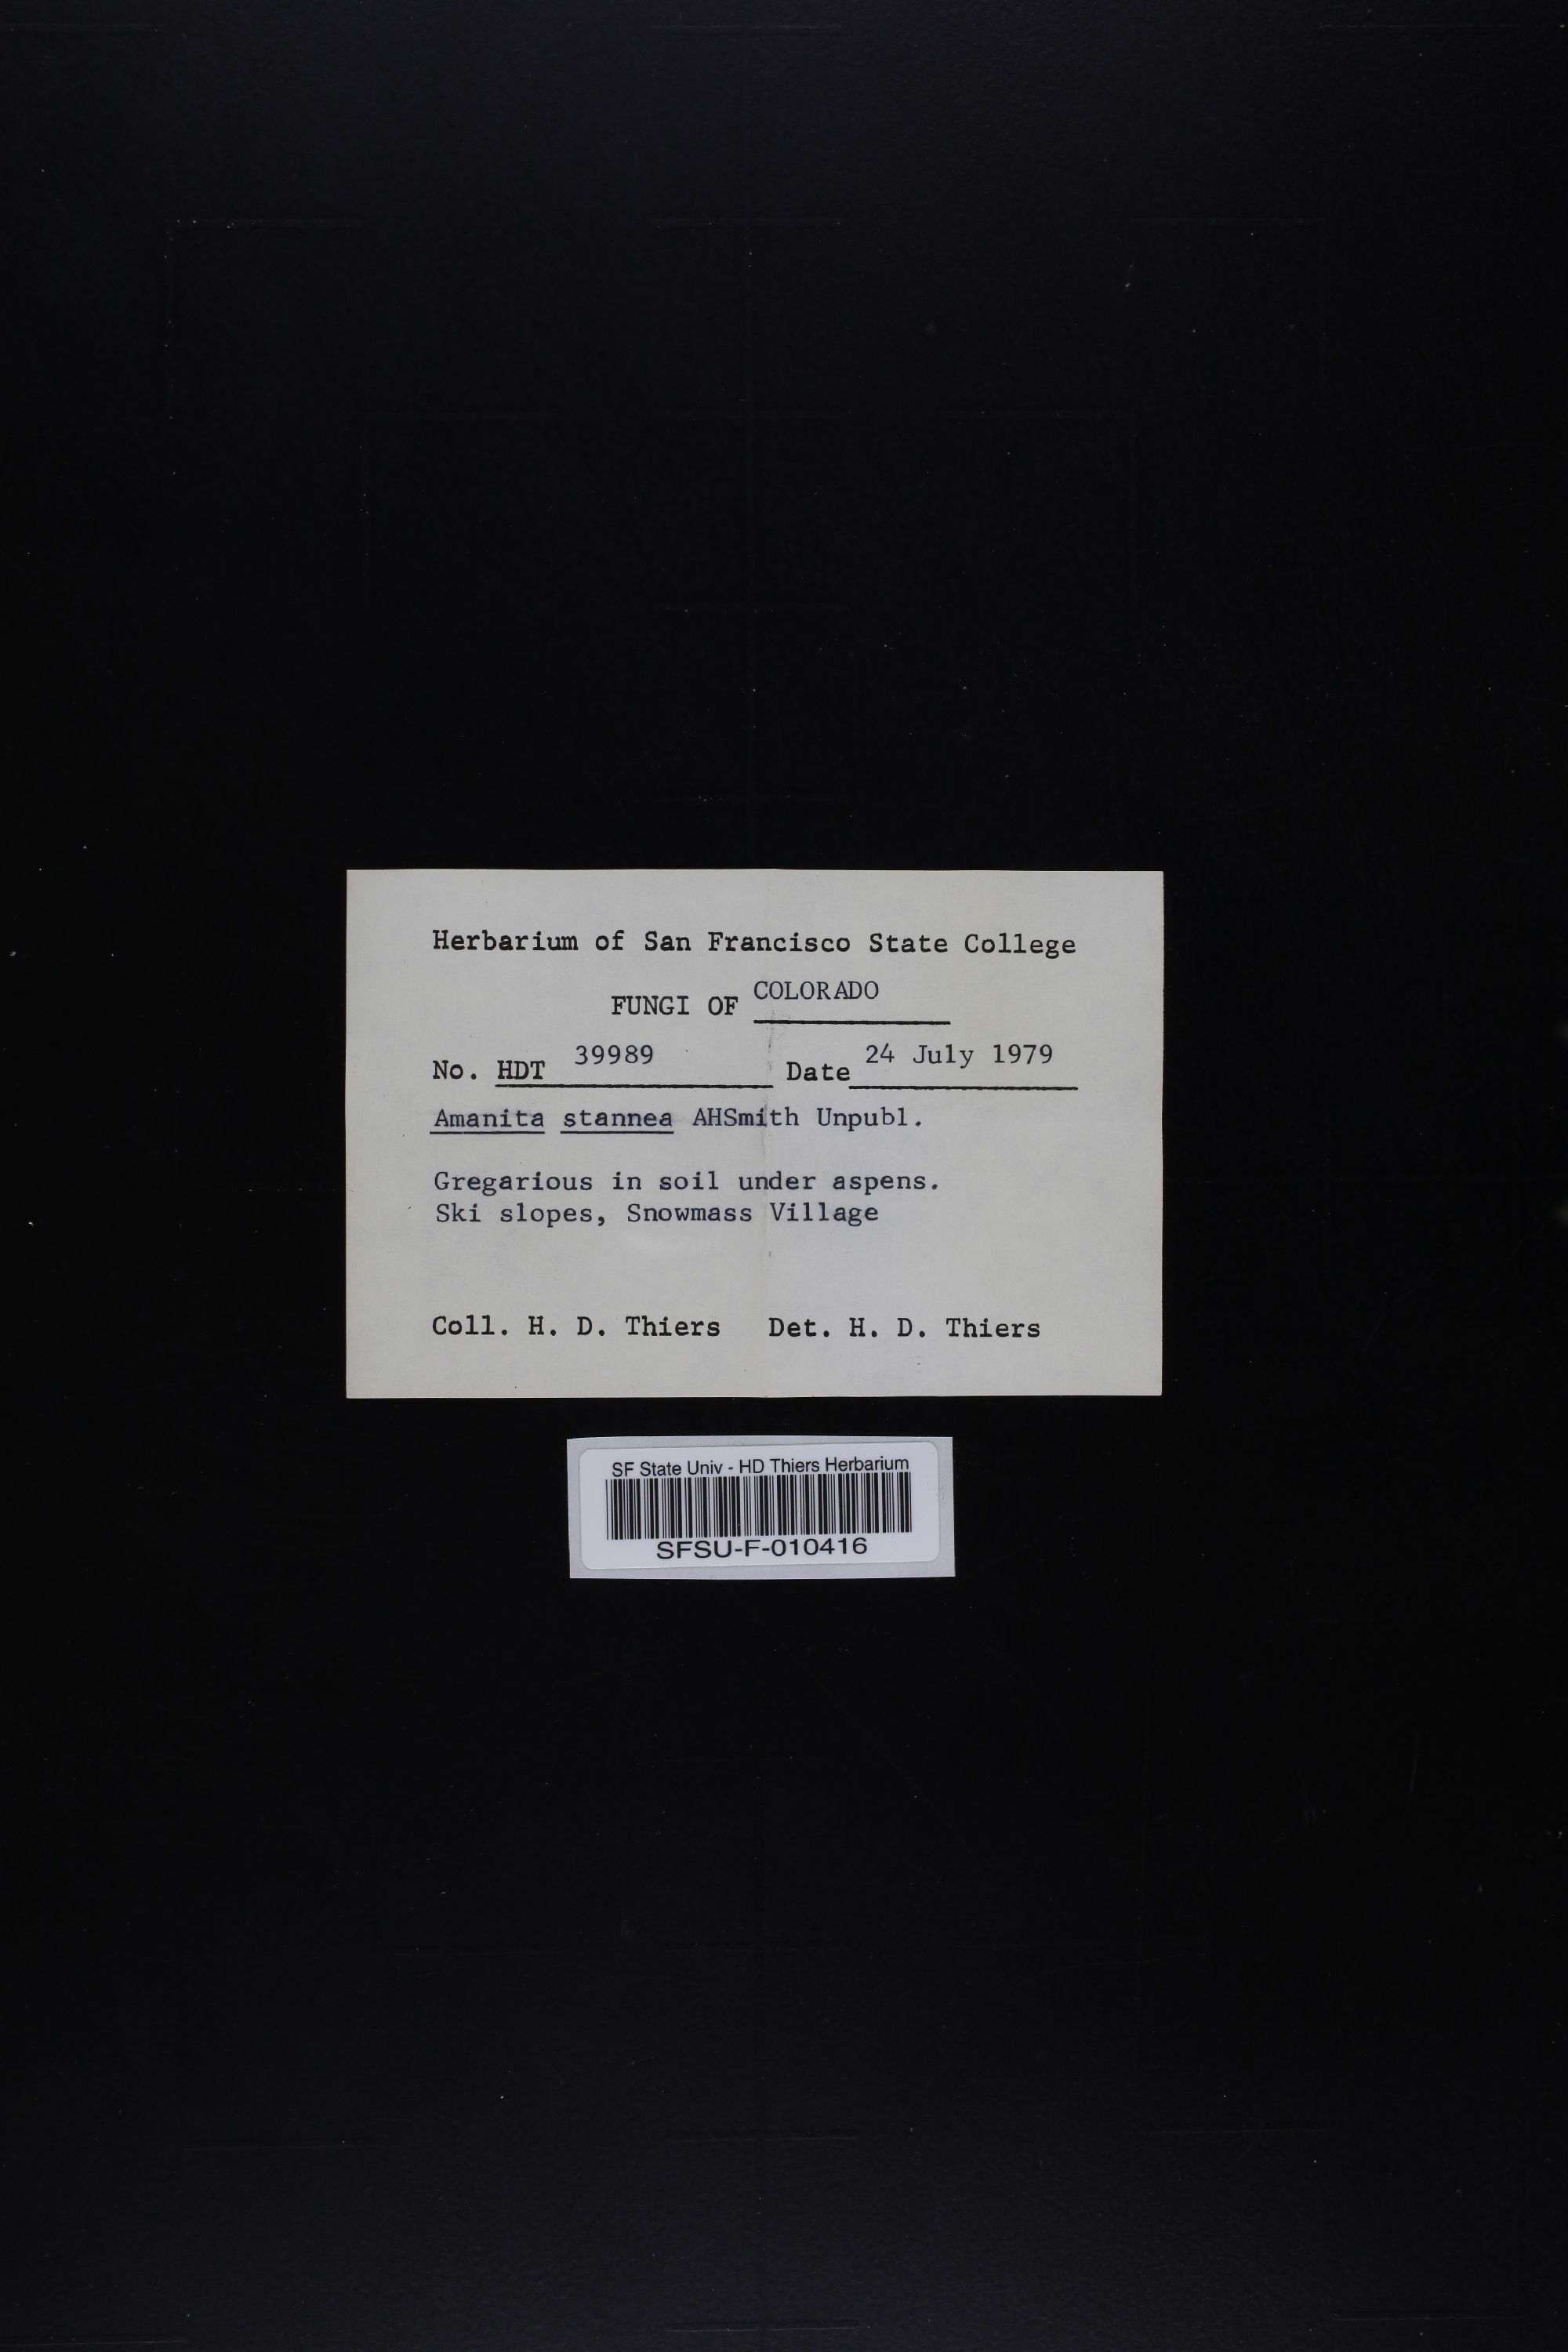 Herbarium of San Francisco State College
FUNGI OF COLORADO
No. HDT 39989 Date 24 July 1979
Amanita stannea AHSmith Unpubl.
Gregarious in soil under aspens.
Ski slopes, Snowmass Village
Coll. H. D. Thiers Det. H. D. Thiers
SF State Univ - HD Thiers Herbarium
SFSU-F-010416